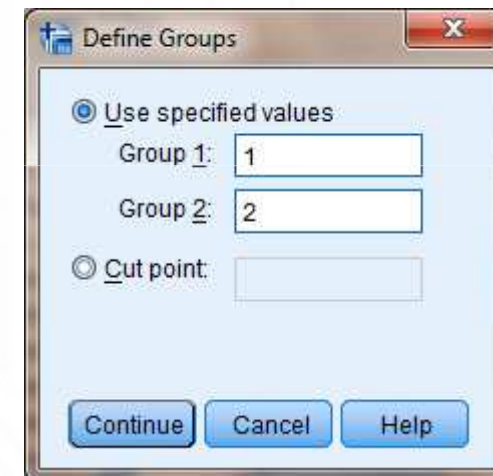 Define Groups
Use specified values
Group 1: 1
Group 2: 2
Cut point:
Continue Cancel Help